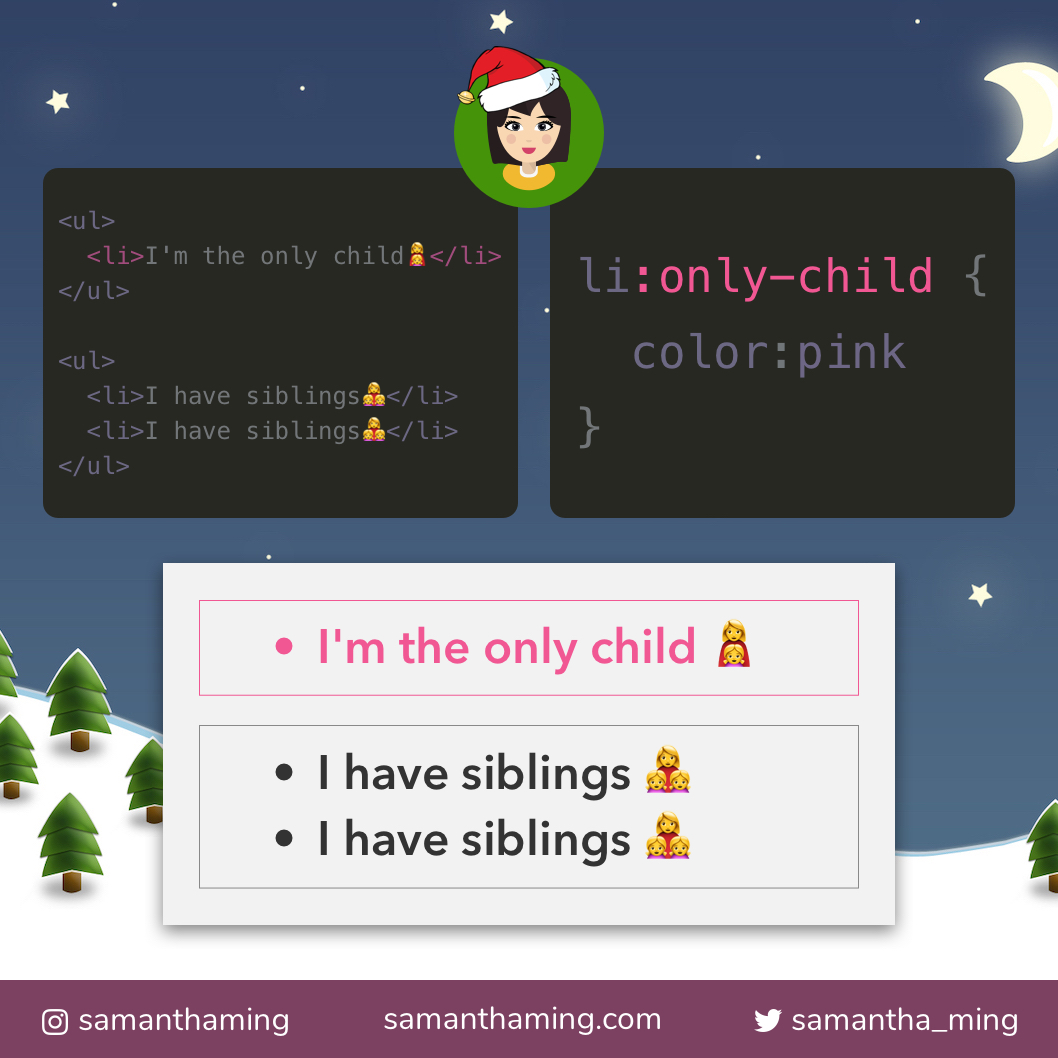 <ul>
  <li>I'm the only child</li>
</ul>

<ul>
  <li>I have siblings</li>
  <li>I have siblings</li>
</ul>
li:only-child {
  color:pink
}
• I'm the only child
• I have siblings
• I have siblings
samanthaming
samanthaming.com
samantha_ming